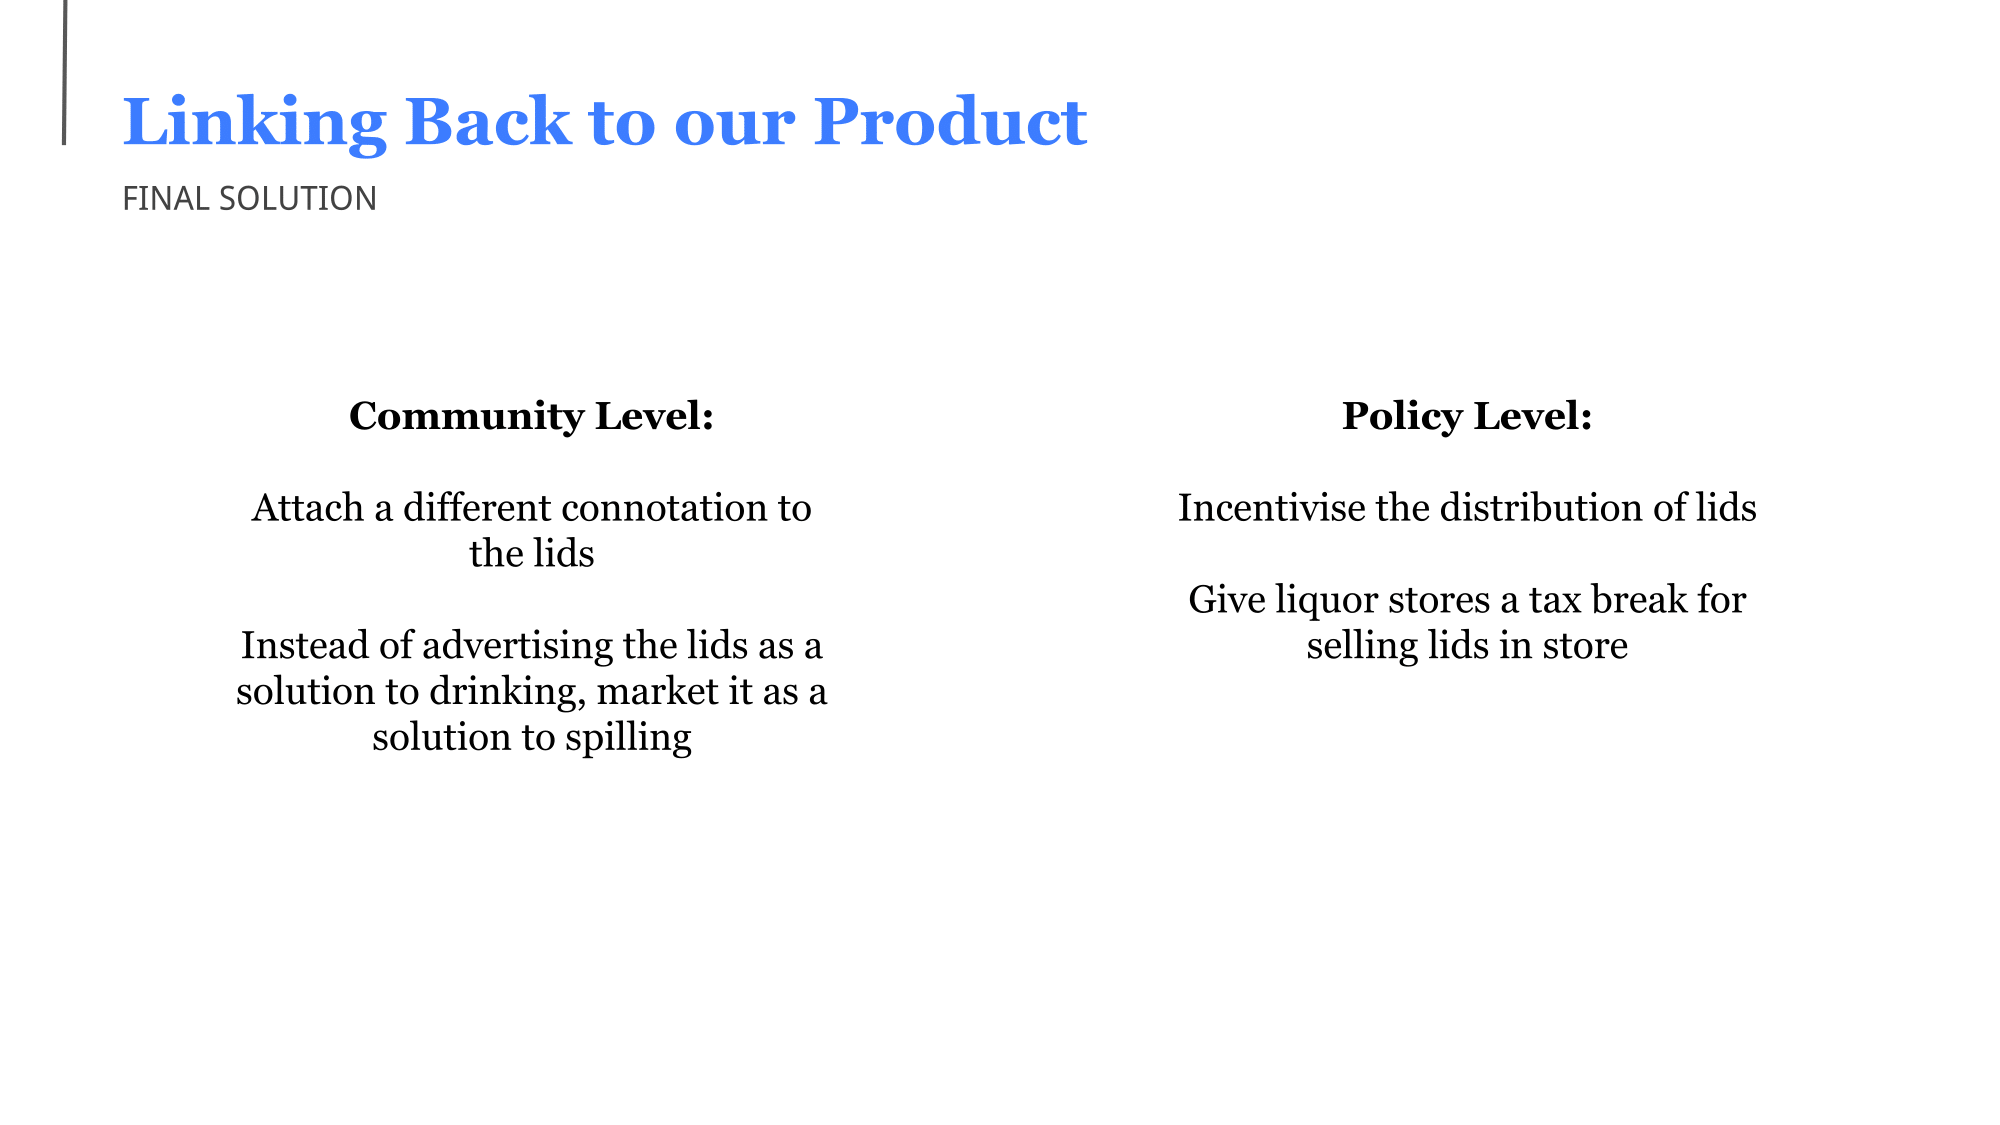 Linking Back to our Product
FINAL SOLUTION
Community Level:
Attach a different connotation to
the lids
Instead of advertising the lids as a
solution to drinking, market it as a
solution to spilling
Policy Level:
Incentivise the distribution of lids
Give liquor stores a tax break for
selling lids in store